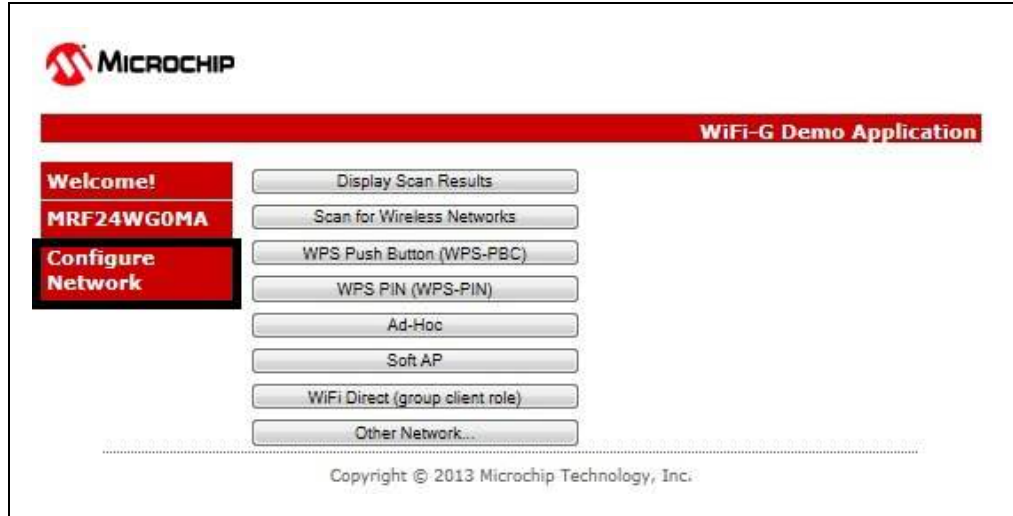 MICROCHIP
WiFi-G Demo Application
Welcome!
MRF24WG0MA
Configure
Network
Display Scan Results
Scan for Wireless Networks
WPS Push Button (WPS-PBC)
WPS PIN (WPS-PIN)
Ad-Hoc
Soft AP
WiFi Direct (group client role)
Other Network...
Copyright © 2013 Microchip Technology, Inc.